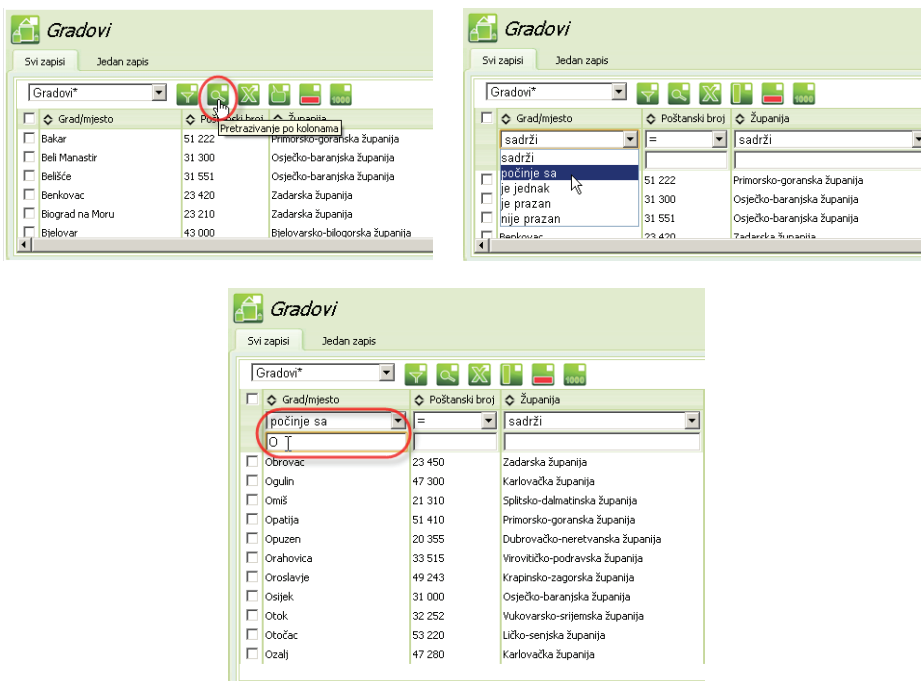 Gradovi
Svi zapisi Jedan zapis
Gradovi* 1000
Grad/mjesto Poštanski broj Županija
Pretrazivanje po kolonama
Bakar 51 222 Primorsko-goranska županija
Beli Manastir 31 300 Osječko-baranjska županija
Belišće 31 551 Osječko-baranjska županija
Benkovac 23 420 Zadarska županija
Biograd na Moru 23 210 Zadarska županija
Bjelovar 43 000 Bjelovarsko-bilogorska županija
Gradovi
Svi zapisi Jedan zapis
Gradovi* 1000
Grad/mjesto Poštanski broj Županija
sadrži = sadrži
sadrži
počinje sa
je jednak 51 222 Primorsko-goranska županija
je prazan 31 300 Osječko-baranjska županija
nije prazan 31 551 Osječko-baranjska županija
Benkovac 23 420 Zadarska županija
Gradovi
Svi zapisi Jedan zapis
Gradovi* 1000
Grad/mjesto Poštanski broj Županija
počinje sa = sadrži
O
Obrovac 23 450 Zadarska županija
Ogulin 47 300 Karlovačka županija
Omiš 21 310 Splitsko-dalmatinska županija
Opatija 51 410 Primorsko-goranska županija
Opuzen 20 355 Dubrovačko-neretvanska županija
Orahovica 33 515 Virovitičko-podravska županija
Oroslavje 49 243 Krapinsko-zagorska županija
Osijek 31 000 Osječko-baranjska županija
Otok 32 252 Vukovarsko-srijemska županija
Otočac 53 220 Ličko-senjska županija
Ozalj 47 280 Karlovačka županija